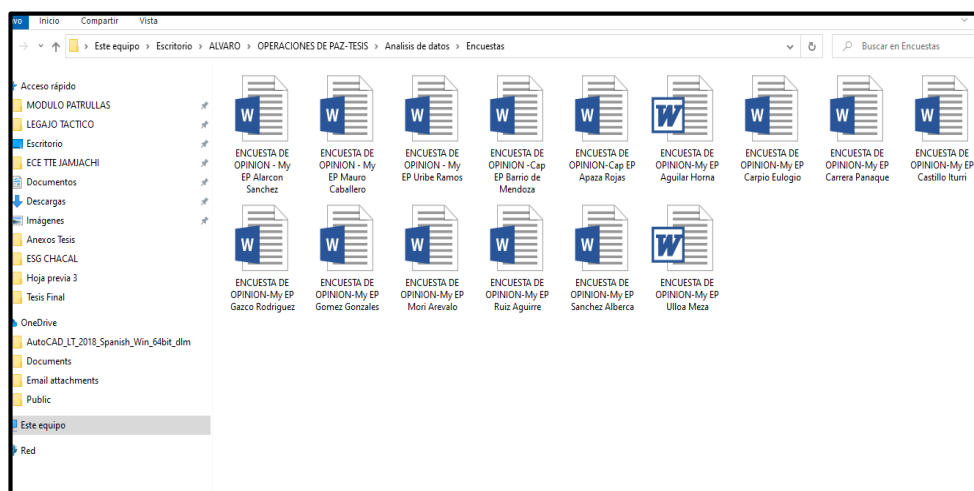 Inicio Compartir Vista
Este equipo > Escritorio > ALVARO > OPERACIONES DE PAZ-TESIS > Analisis de datos > Encuestas
Buscar en Encuestas
Acceso rápido
MODULO PATRULLAS
LEGAJO TACTICO
Escritorio
ECE TTE JAMJACHI
Documentos
Descargas
Imágenes
Anexos Tesis
ESG CHACAL
Hoja previa 3
Tesis Final
OneDrive
AutoCAD_LT_2018_Spanish_Win_64bit_dlm
Documents
Email attachments
Public
Este equipo
Red
ENCUESTA DE
OPINION - My
EP Alarcon
Sanchez
ENCUESTA DE
OPINION - My
EP Mauro
Caballero
ENCUESTA DE
OPINION - My
EP Uribe Ramos
ENCUESTA DE
OPINION -Cap
EP Barrio de
Mendoza
ENCUESTA DE
OPINION-Cap EP
Apaza Rojas
ENCUESTA DE
OPINION-My EP
Aguilar Horna
ENCUESTA DE
OPINION-My EP
Carpio Eulogio
ENCUESTA DE
OPINION-My EP
Carrera Panaque
ENCUESTA DE
OPINION-My EP
Castillo Iturri
ENCUESTA DE
OPINION-My EP
Gazco Rodriguez
ENCUESTA DE
OPINION-My EP
Gomez Gonzales
ENCUESTA DE
OPINION-My EP
Mori Arevalo
ENCUESTA DE
OPINION-My EP
Ruiz Aguirre
ENCUESTA DE
OPINION-My EP
Sanchez Alberca
ENCUESTA DE
OPINION-My EP
Ulloa Meza